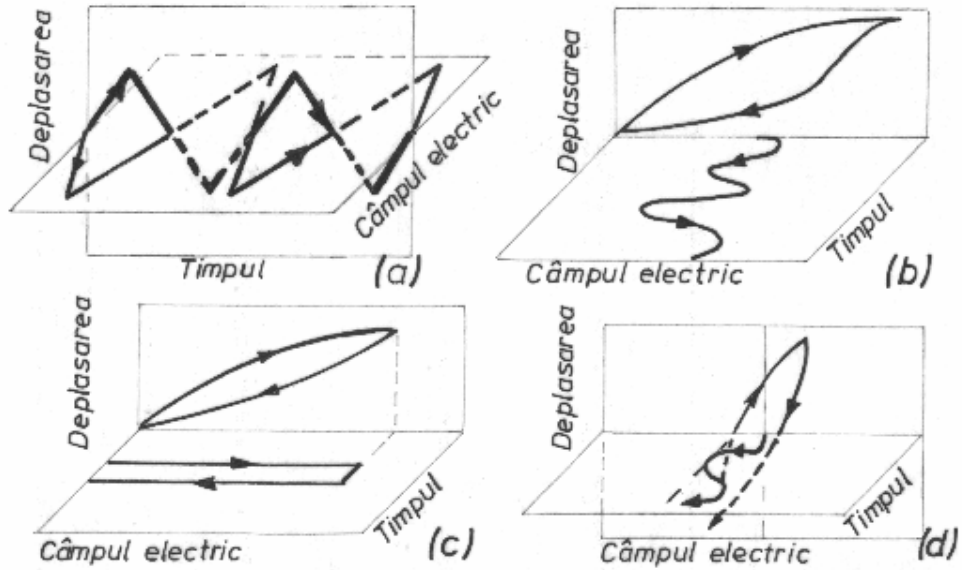 Deplasarea
Câmpul electric
Timpul
(a)
Deplasarea
Câmpul electric
Timpul
(b)
Deplasarea
Câmpul electric
Timpul
(c)
Deplasarea
Câmpul electric
Timpul
(d)